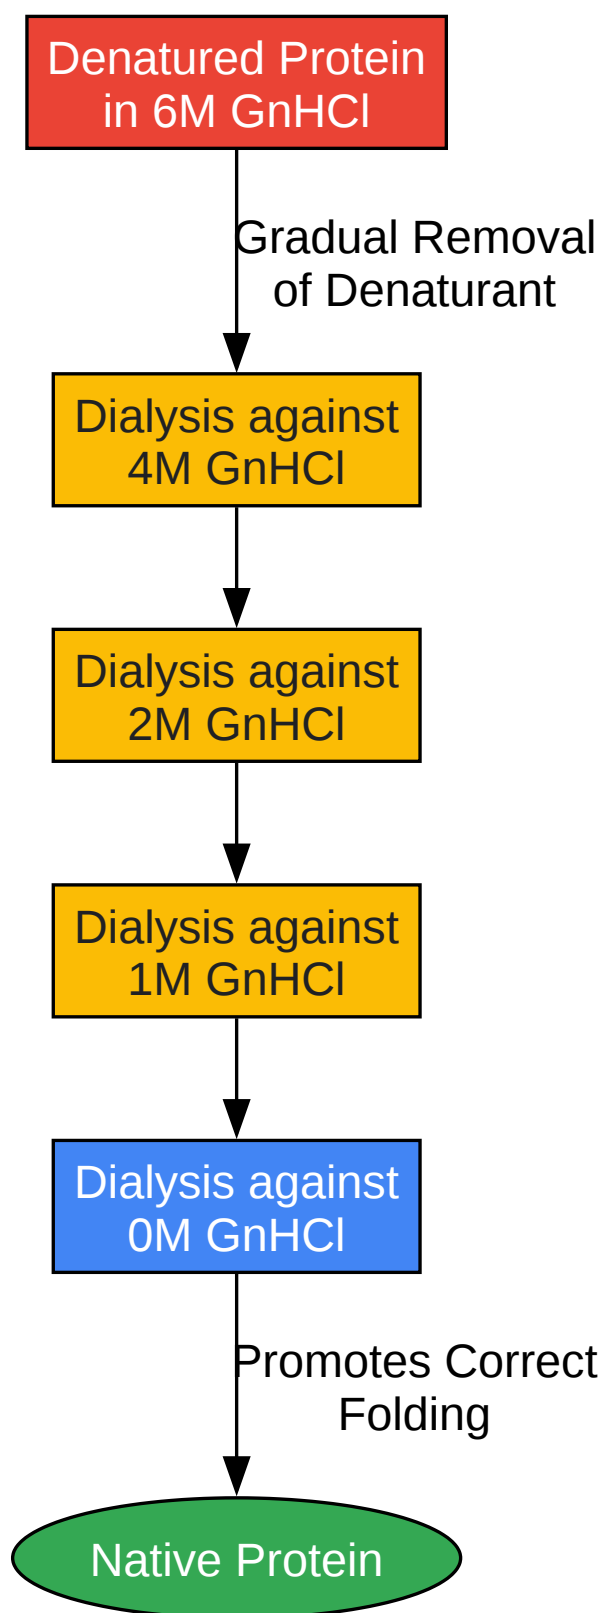 Denatured Protein
in 6M GnHCl
Gradual Removal
of Denaturant
Dialysis against
4M GnHCl
Dialysis against
2M GnHCl
Dialysis against
1M GnHCl
Dialysis against
0M GnHCl
Promotes Correct
Folding
Native Protein